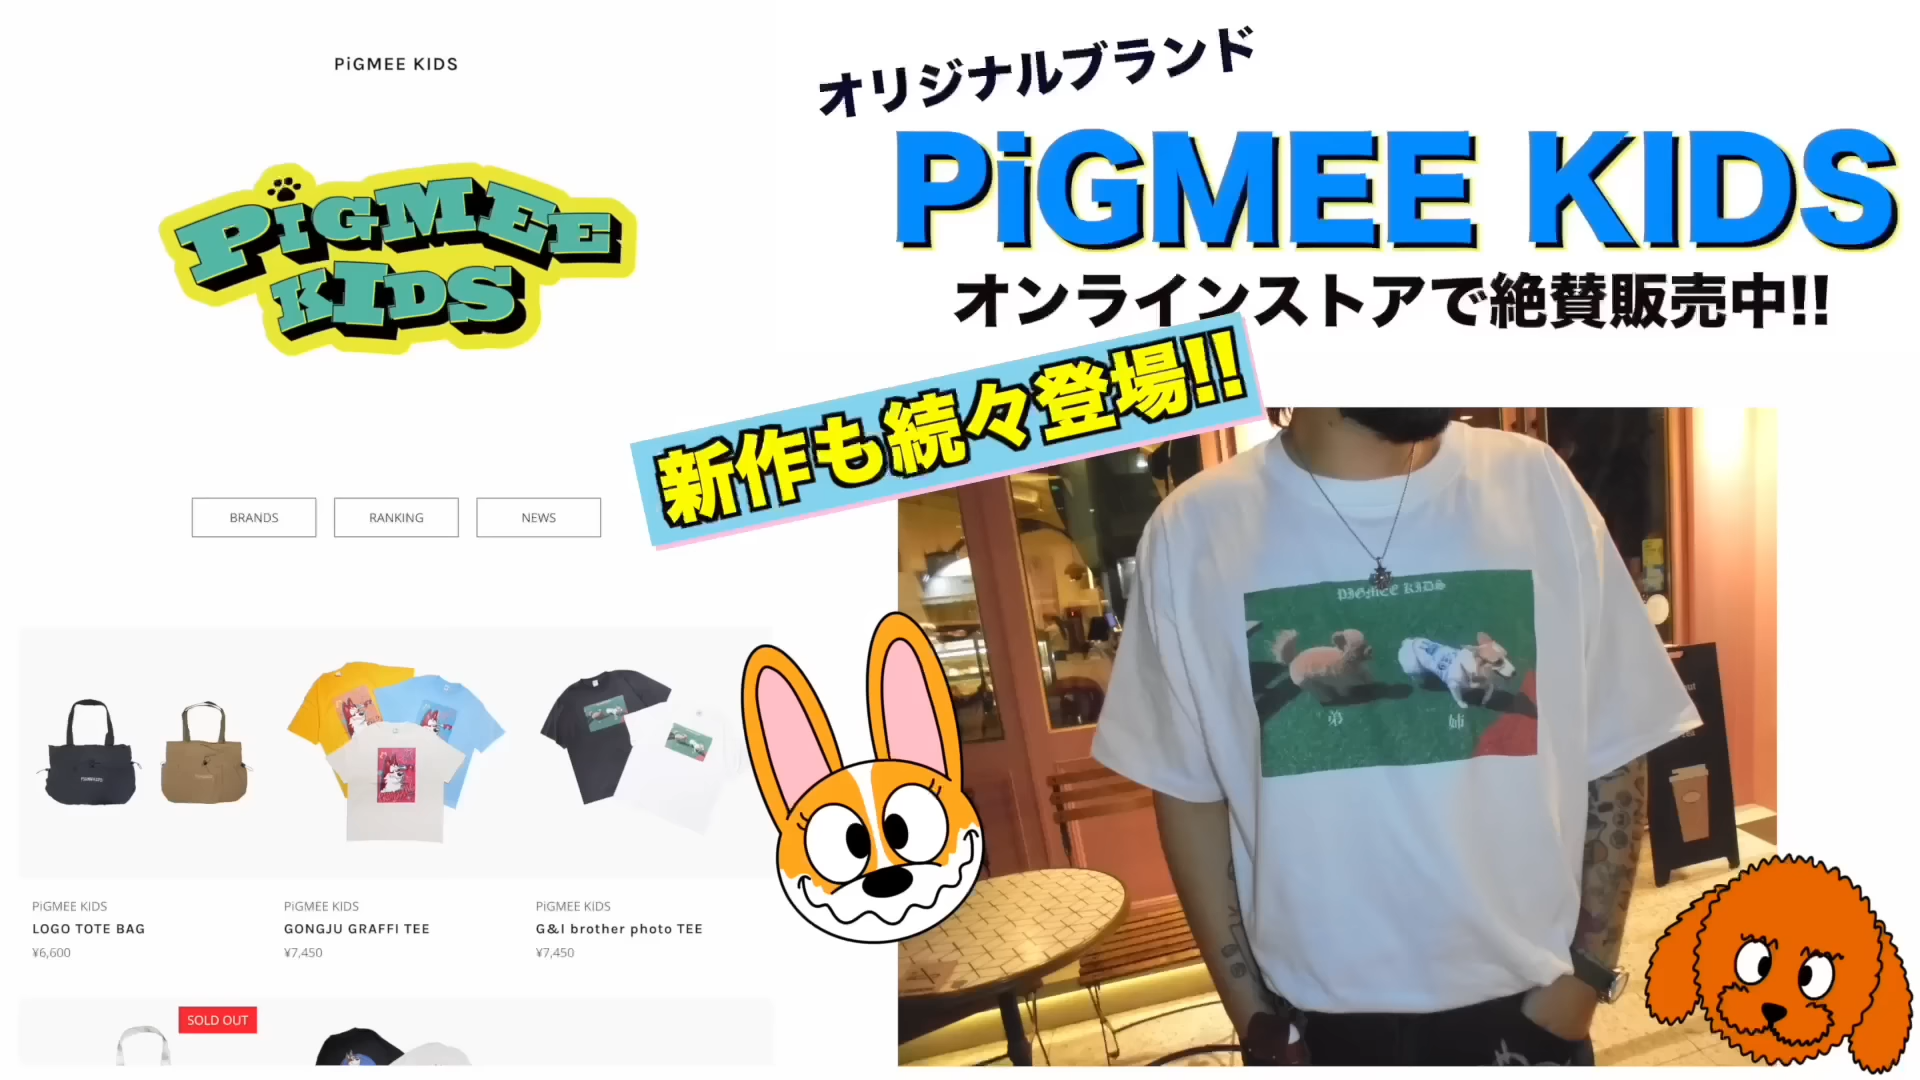 PiGMEE KIDS
PiGMEE KIDS
BRANDS
RANKING
NEWS
PiGMEE KIDS
LOGO TOTE BAG
¥6,600
PiGMEE KIDS
GONGJU GRAFFI TEE
¥7,450
PiGMEE KIDS
G&I brother photo TEE
¥7,450
SOLD OUT
オリジナルブランド
PiGMEE KIDS
オンラインストアで絶賛販売中!!
新作も続々登場!!
PIGMEE KIDS
弟
姉